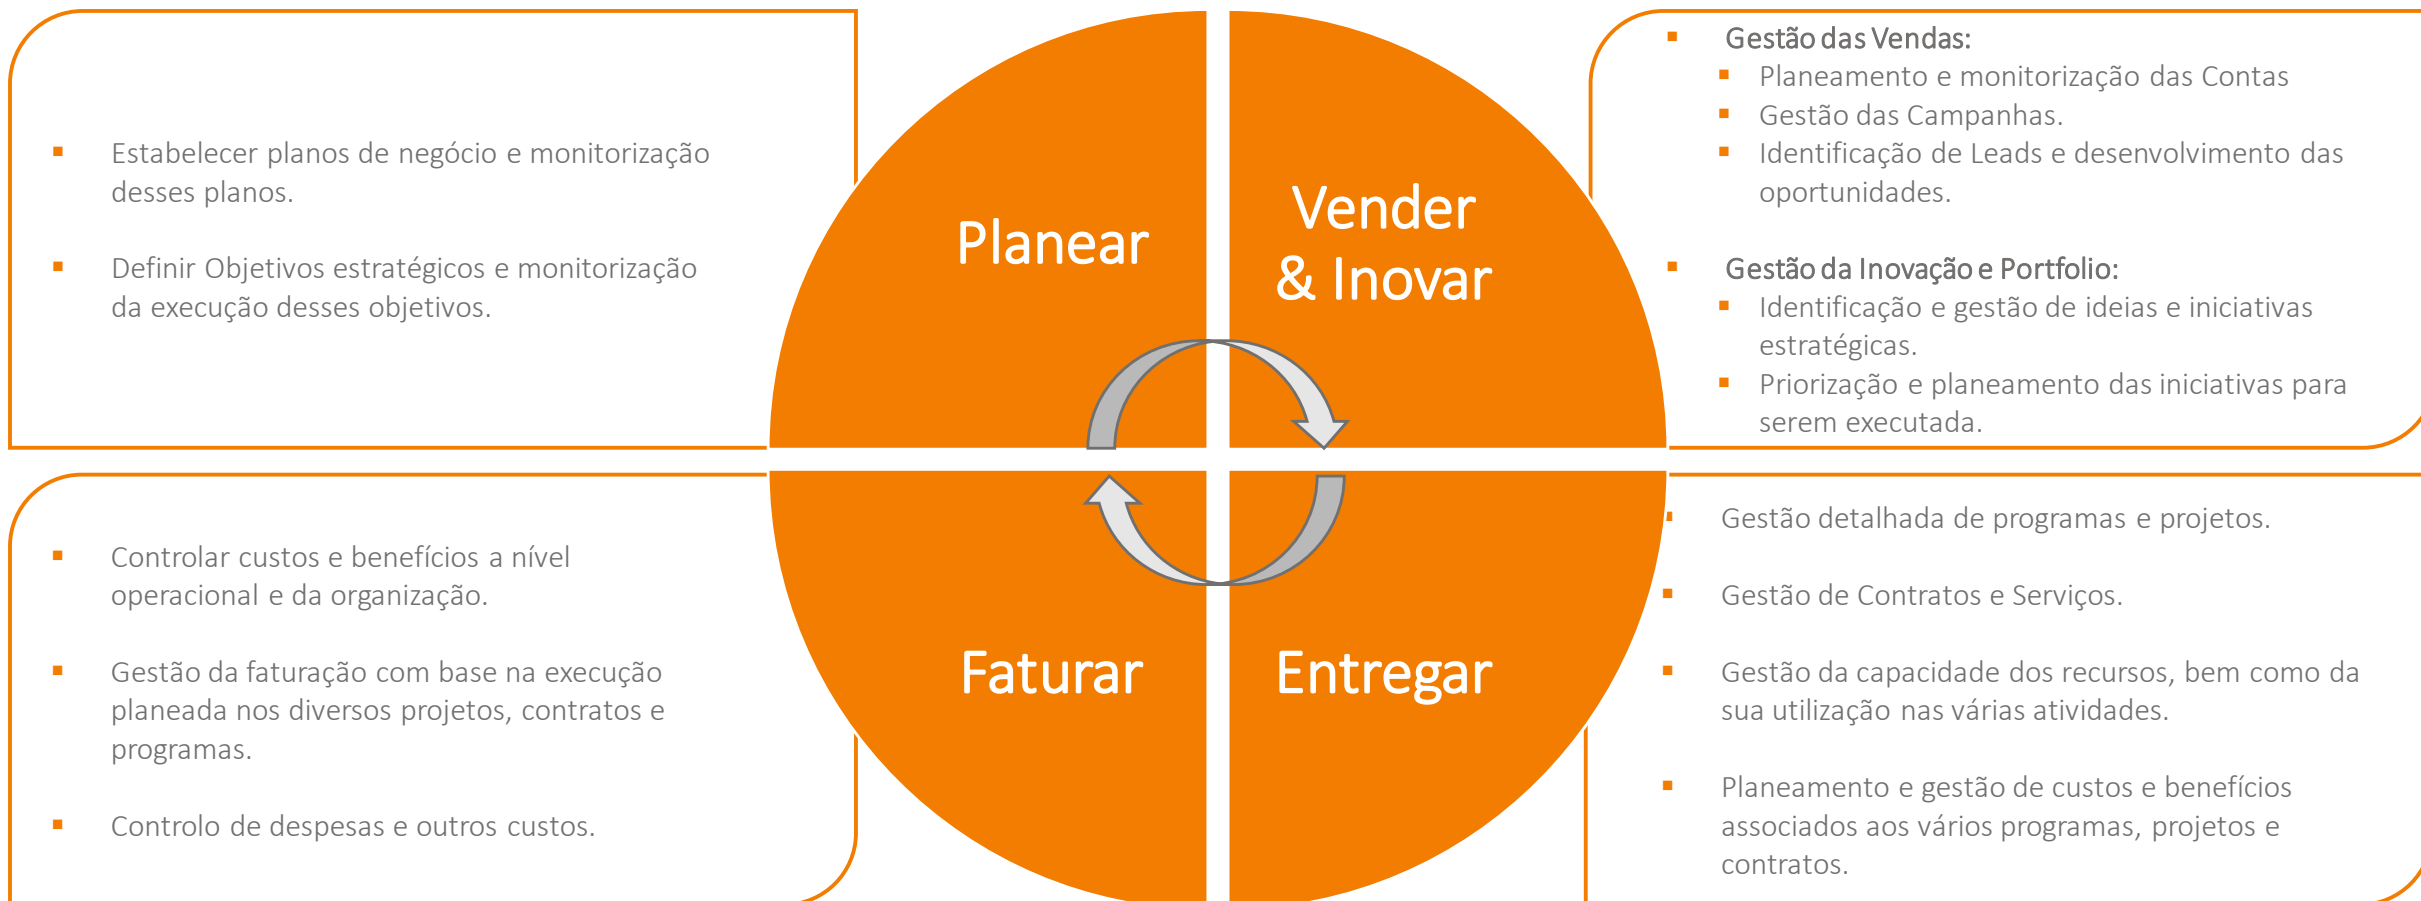 Estabelecer planos de negócio e monitorização
desses planos.
Definir Objetivos estratégicos e monitorização
da execução desses objetivos.
Planear
Vender
& Inovar
Gestão das Vendas:
Planeamento e monitorização das Contas
Gestão das Campanhas.
Identificação de Leads e desenvolvimento das
oportunidades.
Gestão da Inovação e Portfolio:
Identificação e gestão de ideias e iniciativas
estratégicas.
Priorização e planeamento das iniciativas para
serem executada.
Controlar custos e benefícios a nível
operacional e da organização.
Gestão da faturação com base na execução
planeada nos diversos projetos, contratos e
programas.
Controlo de despesas e outros custos.
Faturar
Entregar
Gestão detalhada de programas e projetos.
Gestão de Contratos e Serviços.
Gestão da capacidade dos recursos, bem como da
sua utilização nas várias atividades.
Planeamento e gestão de custos e benefícios
associados aos vários programas, projetos e
contratos.